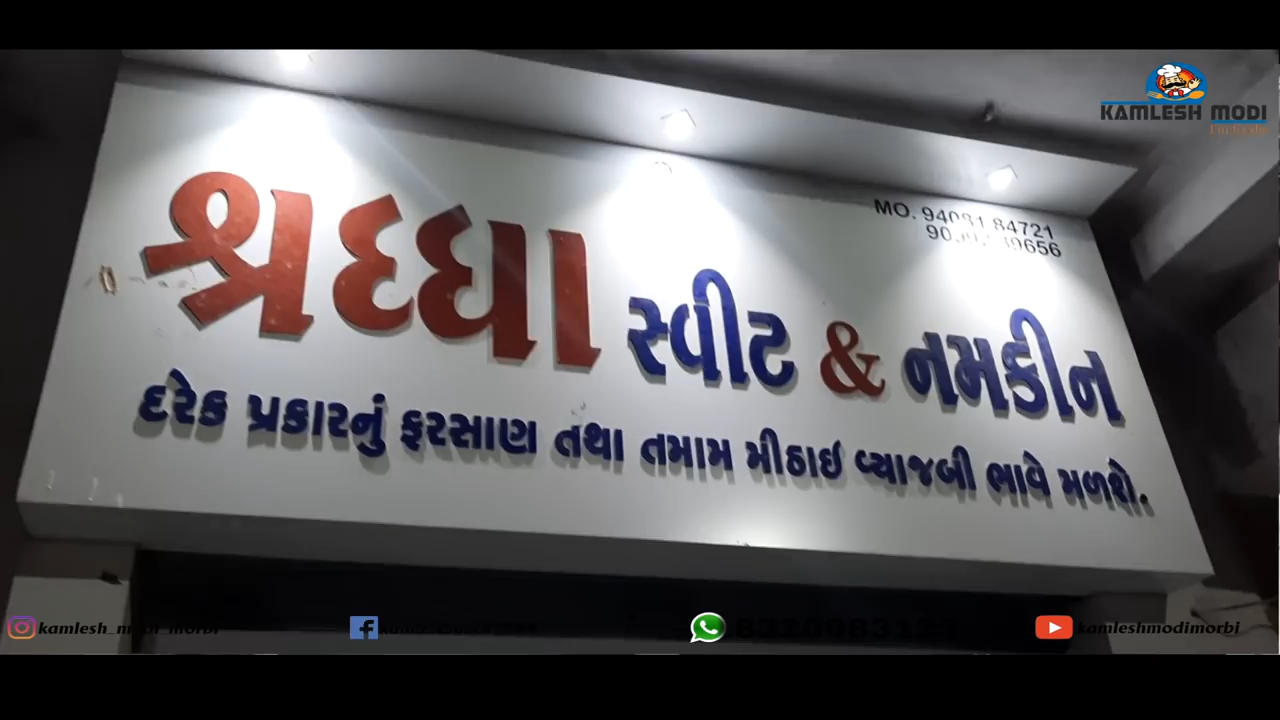 KAMLESH MODI
MO. 94081 84721
શ્રદ્ધા સ્વીટ & નમકીન
દરેક પ્રકારનું ફરસાણ તથા તમામ મીઠાઇ વ્યાજબી ભાવે મળશે.
kamleshmodimorbi